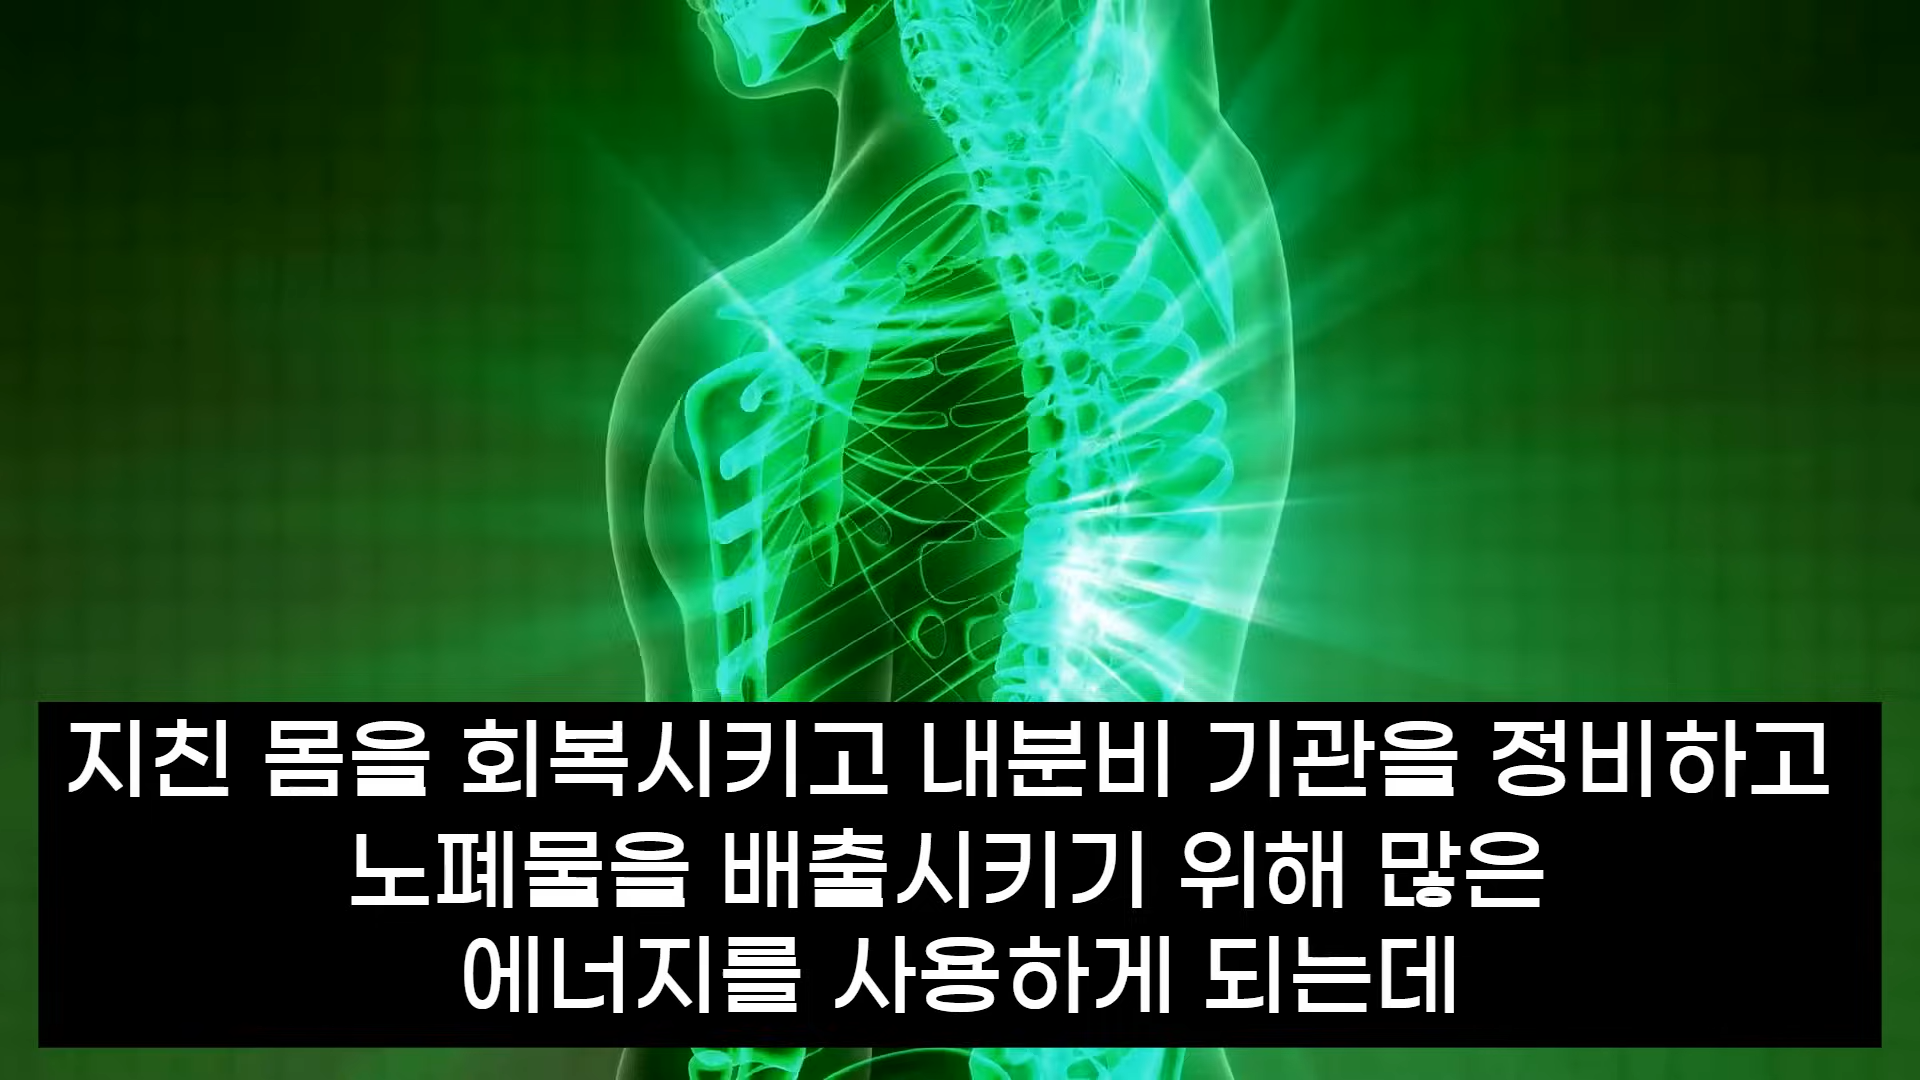 지친 몸을 회복시키고 내분비 기관을 정비하고
노폐물을 배출시키기 위해 많은
에너지를 사용하게 되는데